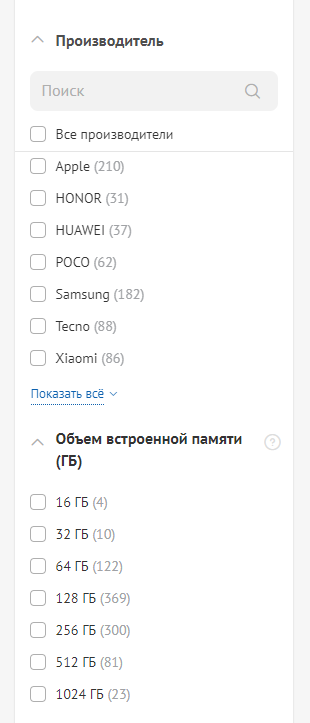 Производитель
Поиск
Все производители
Apple (210)
HONOR (31)
HUAWEI (37)
POCO (62)
Samsung (182)
Tecno (88)
Xiaomi (86)
Показать всё
Объем встроенной памяти
(ГБ)
?
16 ГБ (4)
32 ГБ (10)
64 ГБ (122)
128 ГБ (369)
256 ГБ (300)
512 ГБ (81)
1024 ГБ (23)